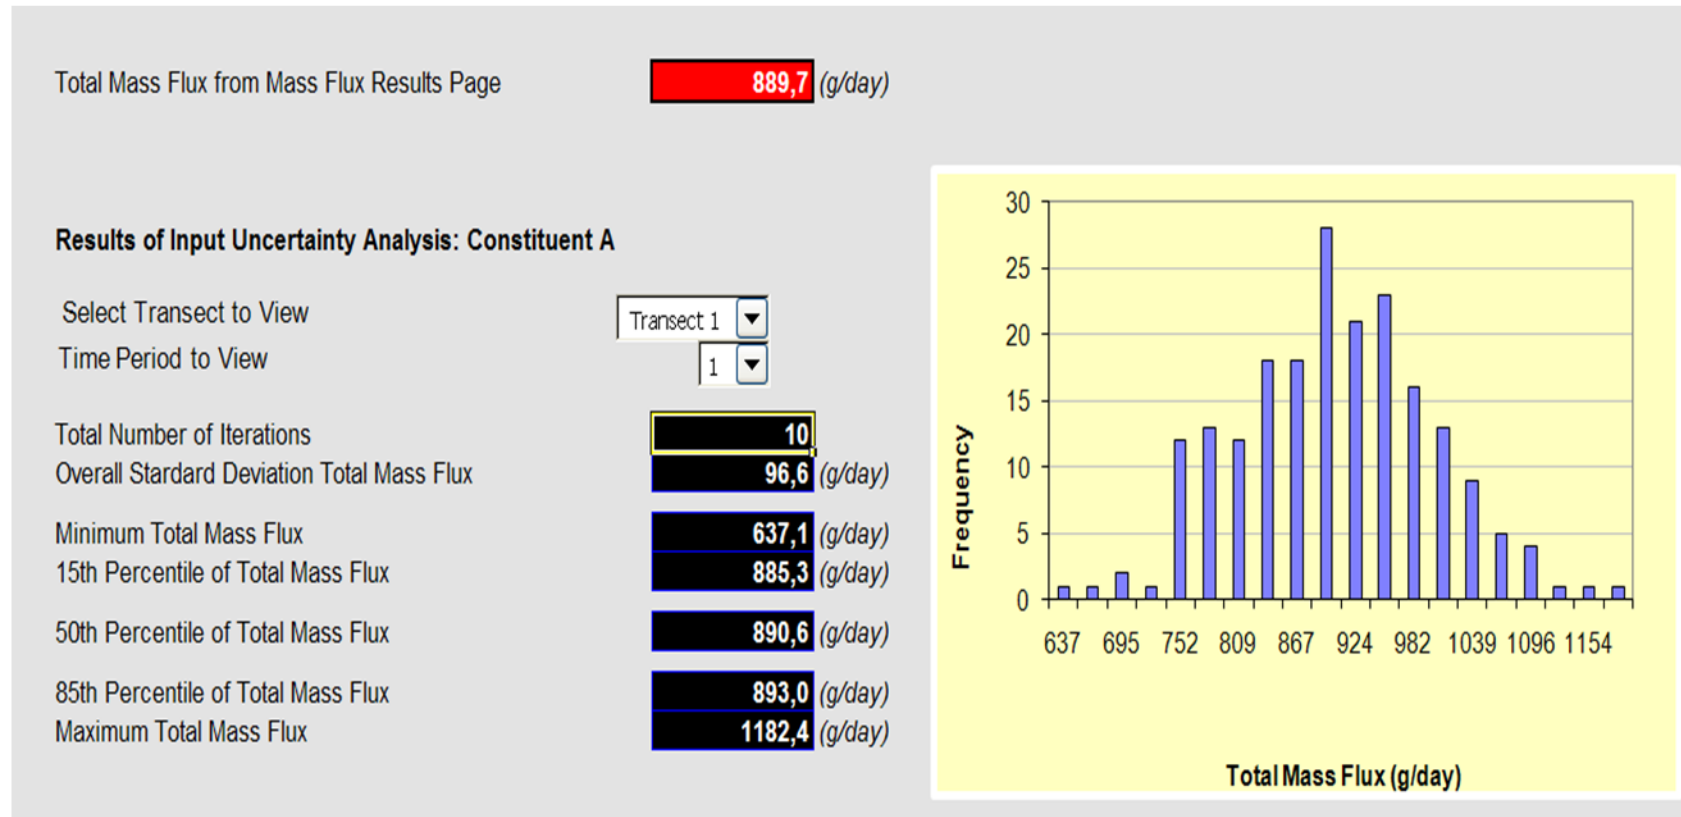 Total Mass Flux from Mass Flux Results Page 889,7 (g/day)
Results of Input Uncertainty Analysis: Constituent A
Select Transect to View Transect 1
Time Period to View 1
Total Number of Iterations 10
Overall Stardard Deviation Total Mass Flux 96,6 (g/day)
Minimum Total Mass Flux 637,1 (g/day)
15th Percentile of Total Mass Flux 885,3 (g/day)
50th Percentile of Total Mass Flux 890,6 (g/day)
85th Percentile of Total Mass Flux 893,0 (g/day)
Maximum Total Mass Flux 1182,4 (g/day)
30
25
20
15
10
5
0
Frequency
637 695 752 809 867 924 982 1039 1096 1154
Total Mass Flux (g/day)